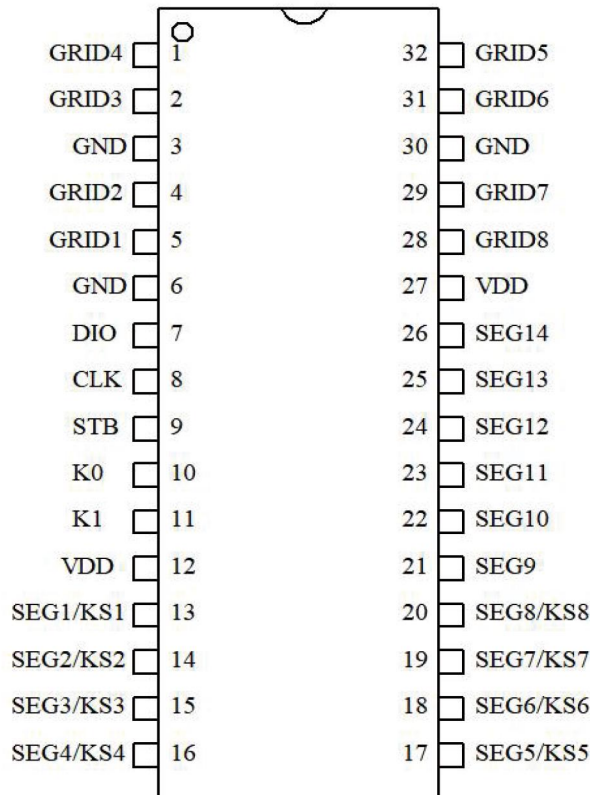 GRID4 1 32 GRID5
GRID3 2 31 GRID6
GND 3 30 GND
GRID2 4 29 GRID7
GRID1 5 28 GRID8
GND 6 27 VDD
DIO 7 26 SEG14
CLK 8 25 SEG13
STB 9 24 SEG12
K0 10 23 SEG11
K1 11 22 SEG10
VDD 12 21 SEG9
SEG1/KS1 13 20 SEG8/KS8
SEG2/KS2 14 19 SEG7/KS7
SEG3/KS3 15 18 SEG6/KS6
SEG4/KS4 16 17 SEG5/KS5